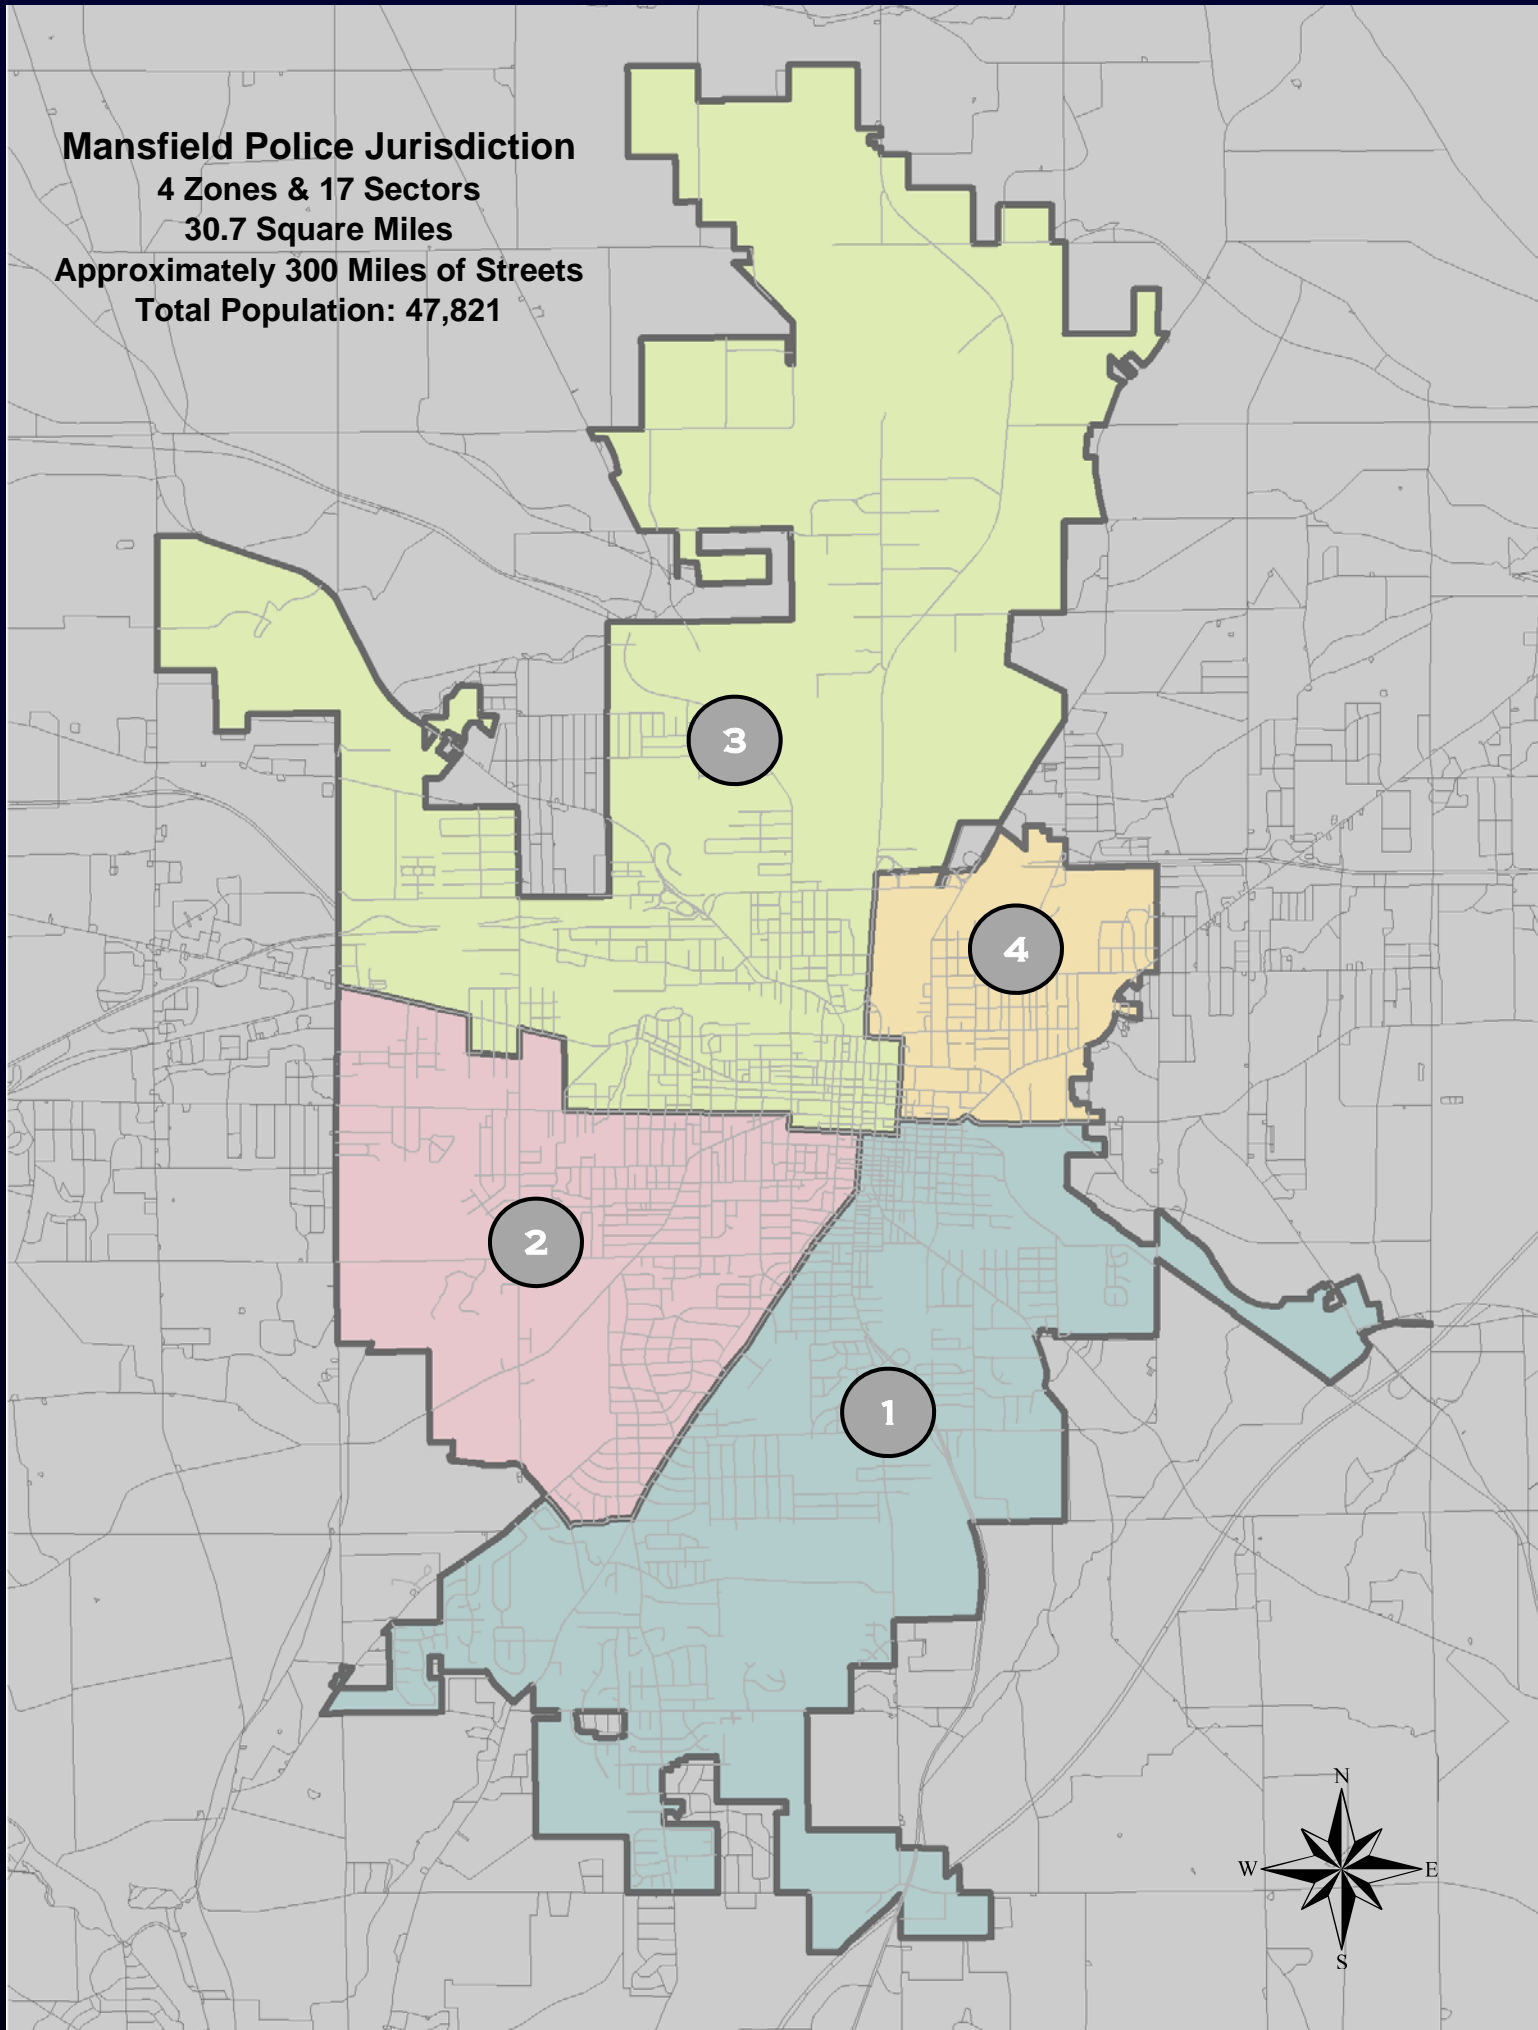 Mansfield Police Jurisdiction
4 Zones & 17 Sectors
30.7 Square Miles
Approximately 300 Miles of Streets
Total Population: 47,821
3
4
2
1
N
W E
S